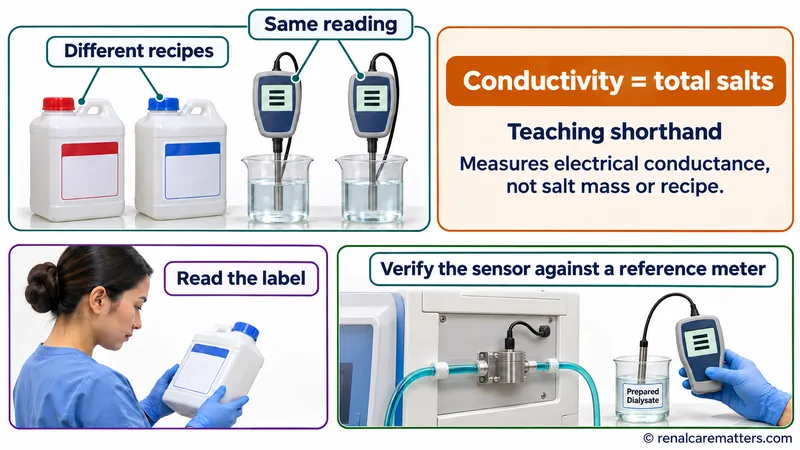 Different recipes
Same reading
Conductivity = total salts
Teaching shorthand
Measures electrical conductance,
not salt mass or recipe.
Read the label
Verify the sensor against a reference meter
Prepared
Dialysate
© renalcarematters.com